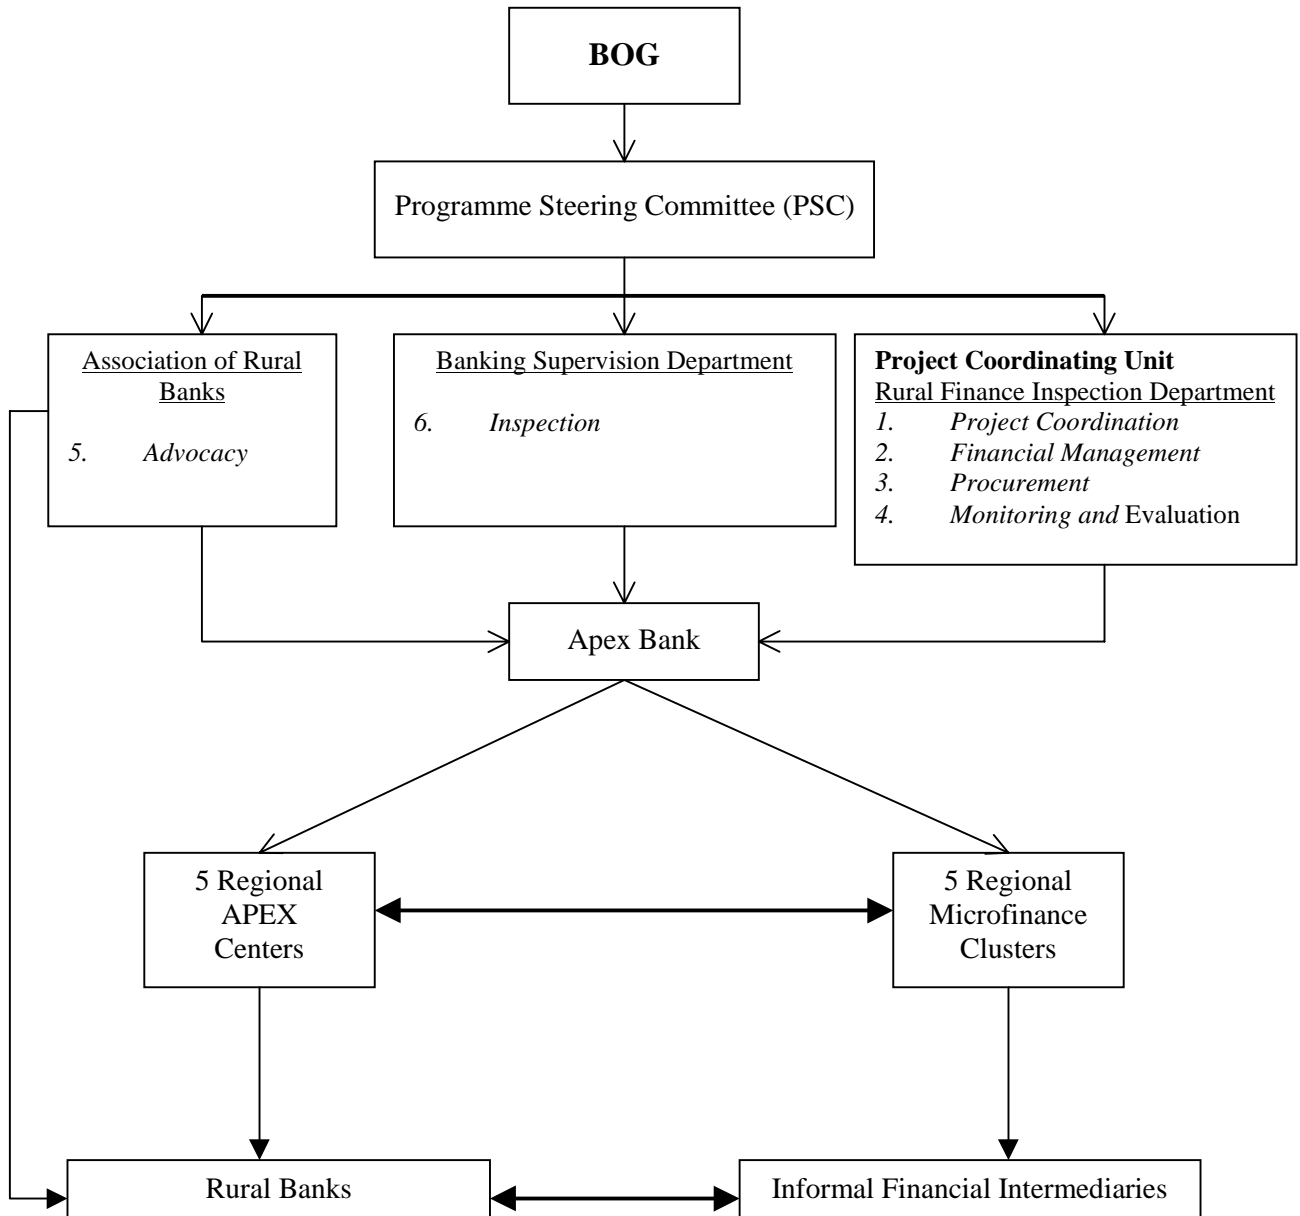 BOG
Programme Steering Committee (PSC)
Association of Rural
Banks
5. Advocacy
Banking Supervision Department
6. Inspection
Project Coordinating Unit
Rural Finance Inspection Department
1. Project Coordination
2. Financial Management
3. Procurement
4. Monitoring and Evaluation
Apex Bank
5 Regional
APEX
Centers
5 Regional
Microfinance
Clusters
Rural Banks
Informal Financial Intermediaries